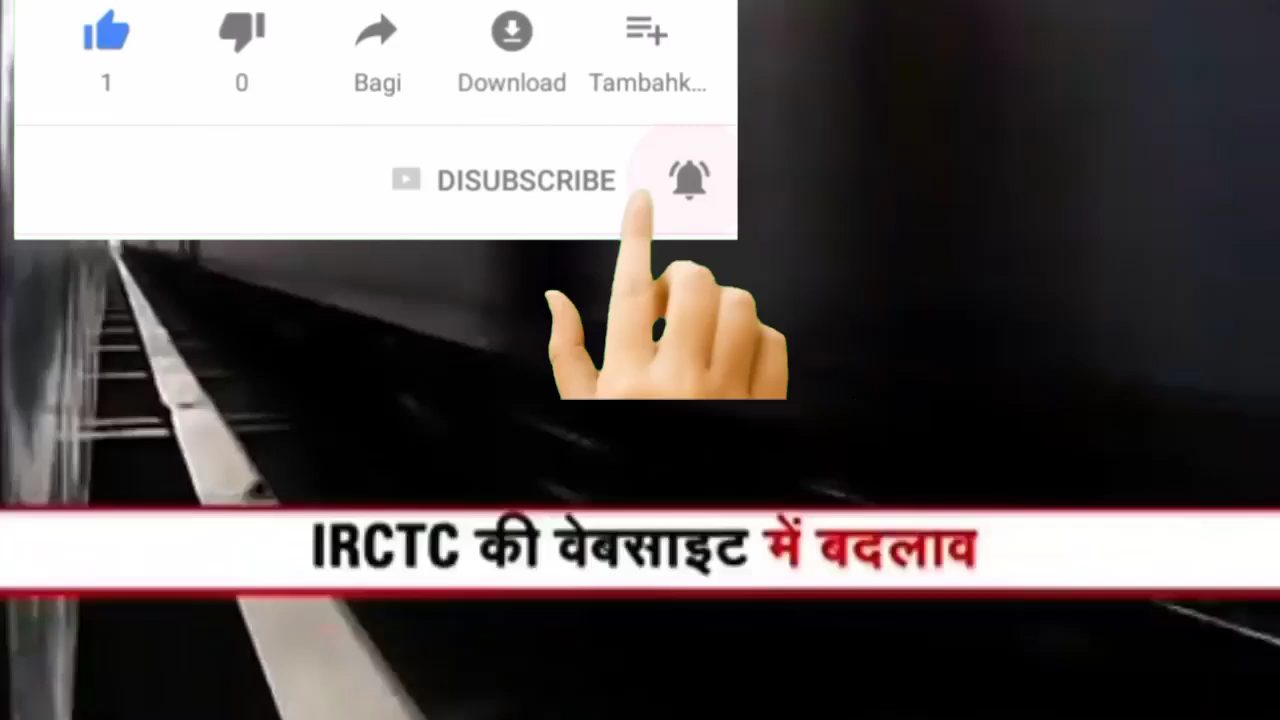 1
0
Bagi
Download
Tambahk...
DISUBSCRIBE
IRCTC की वेबसाइट में बदलाव